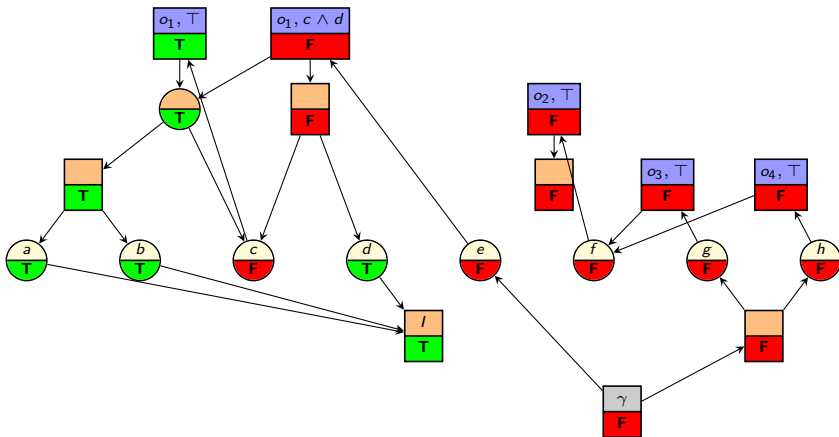 o₁, ⊤
T
o₁, c ∧ d
F
T
F
o₂, ⊤
F
T
F
o₃, ⊤
F
o₄, ⊤
F
a
T
b
T
c
F
d
T
e
F
f
F
g
F
h
F
I
T
F
γ
F